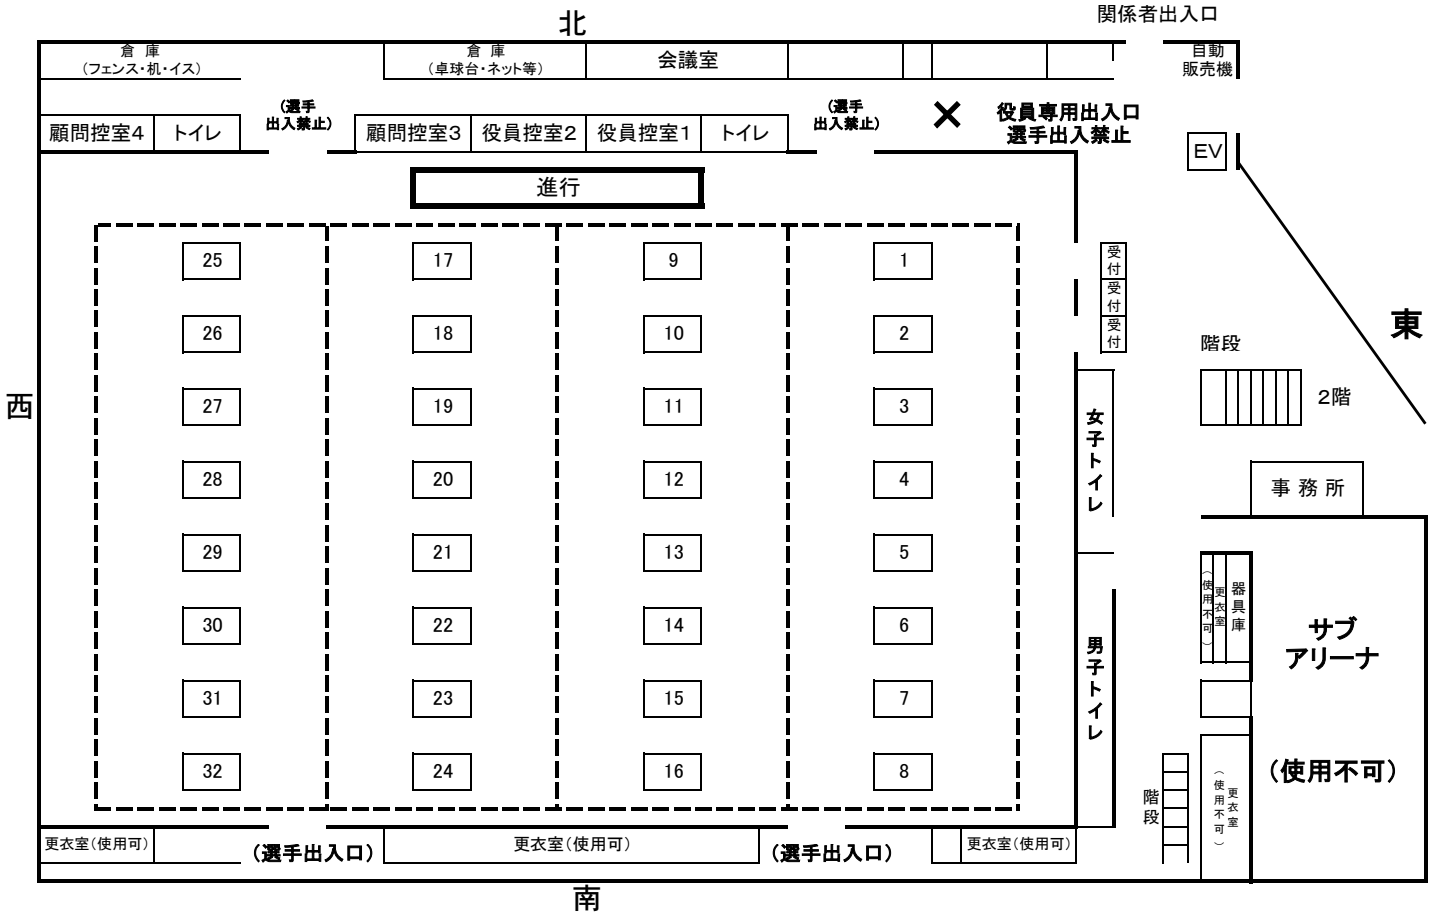 関係者出入口
北
倉 庫
（フェンス・机・イス）
倉 庫
（卓球台・ネット等）
会議室
自動
販売機
顧問控室4
トイレ
（選手
出入禁止）
顧問控室3
役員控室2
役員控室1
トイレ
（選手
出入禁止）
×
役員専用出入口
選手出入禁止
EV
進行
25
17
9
1
受付
受付
受付
26
18
10
2
東
階段
2階
西
27
19
11
3
女子トイレ
28
20
12
4
事 務 所
29
21
13
5
（使用不可）
更衣室
器具庫
30
22
14
6
サブ
アリーナ
男子トイレ
31
23
15
7
32
24
16
8
（使用不可）
階段
更衣室
（使用不可）
更衣室（使用可）
（選手出入口）
更衣室（使用可）
（選手出入口）
更衣室（使用可）
南